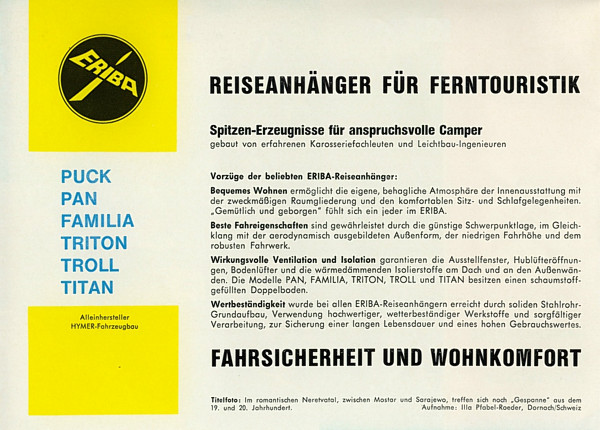 ERIBA
REISEANHÄNGER FÜR FERNTOURISTIK
Spitzen-Erzeugnisse für anspruchsvolle Camper
gebaut von erfahrenen Karosseriefachleuten und Leichtbau-Ingenieuren
PUCK
PAN
FAMILIA
TRITON
TROLL
TITAN
Alleinhersteller
HYMER-Fahrzeugbau
Vorzüge der beliebten ERIBA-Reiseanhänger:
Bequemes Wohnen ermöglicht die eigene, behagliche Atmosphäre der Innenausstattung mit
der zweckmäßigen Raumgliederung und den komfortablen Sitz- und Schlafgelegenheiten.
„Gemütlich und geborgen" fühlt sich ein jeder im ERIBA.
Beste Fahreigenschaften sind gewährleistet durch die günstige Schwerpunktlage, im Gleich-
klang mit der aerodynamisch ausgebildeten Außenform, der niedrigen Fahrhöhe und dem
robusten Fahrwerk.
Wirkungsvolle Ventilation und Isolation garantieren die Ausstellfenster, Hublüfteröffnun-
gen, Bodenlüfter und die wärmedämmenden Isolierstoffe am Dach und an den Außenwän-
den. Die Modelle PAN, FAMILIA, TRITON, TROLL und TITAN besitzen einen schaumstoff-
gefüllten Doppelboden.
Wertbeständigkeit wurde bei allen ERIBA-Reiseanhängern erreicht durch soliden Stahlrohr-
Grundaufbau, Verwendung hochwertiger, wetterbeständiger Werkstoffe und sorgfältiger
Verarbeitung, zur Sicherung einer langen Lebensdauer und eines hohen Gebrauchswertes.
FAHRSICHERHEIT UND WOHNKOMFORT
Titelfoto: Im romantischen Neretvatal, zwischen Mostar und Sarajewo, treffen sich noch „Gespanne" aus dem
19. und 20. Jahrhundert. Aufnahme: Illa Pfabel-Raeder, Dornach/Schweiz